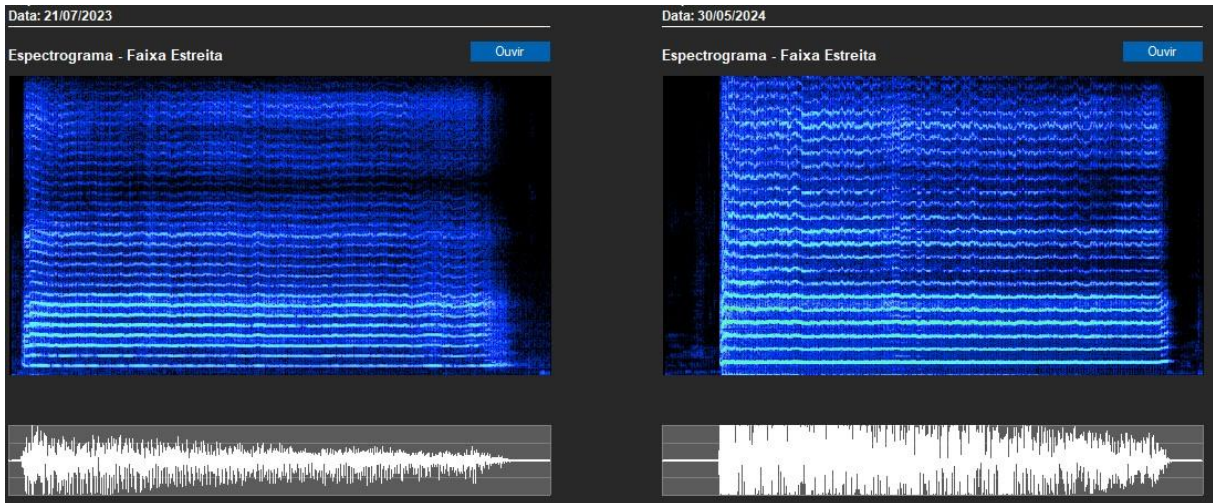 Data: 21/07/2023
Espectrograma - Faixa Estreita
Ouvir
Data: 30/05/2024
Espectrograma - Faixa Estreita
Ouvir